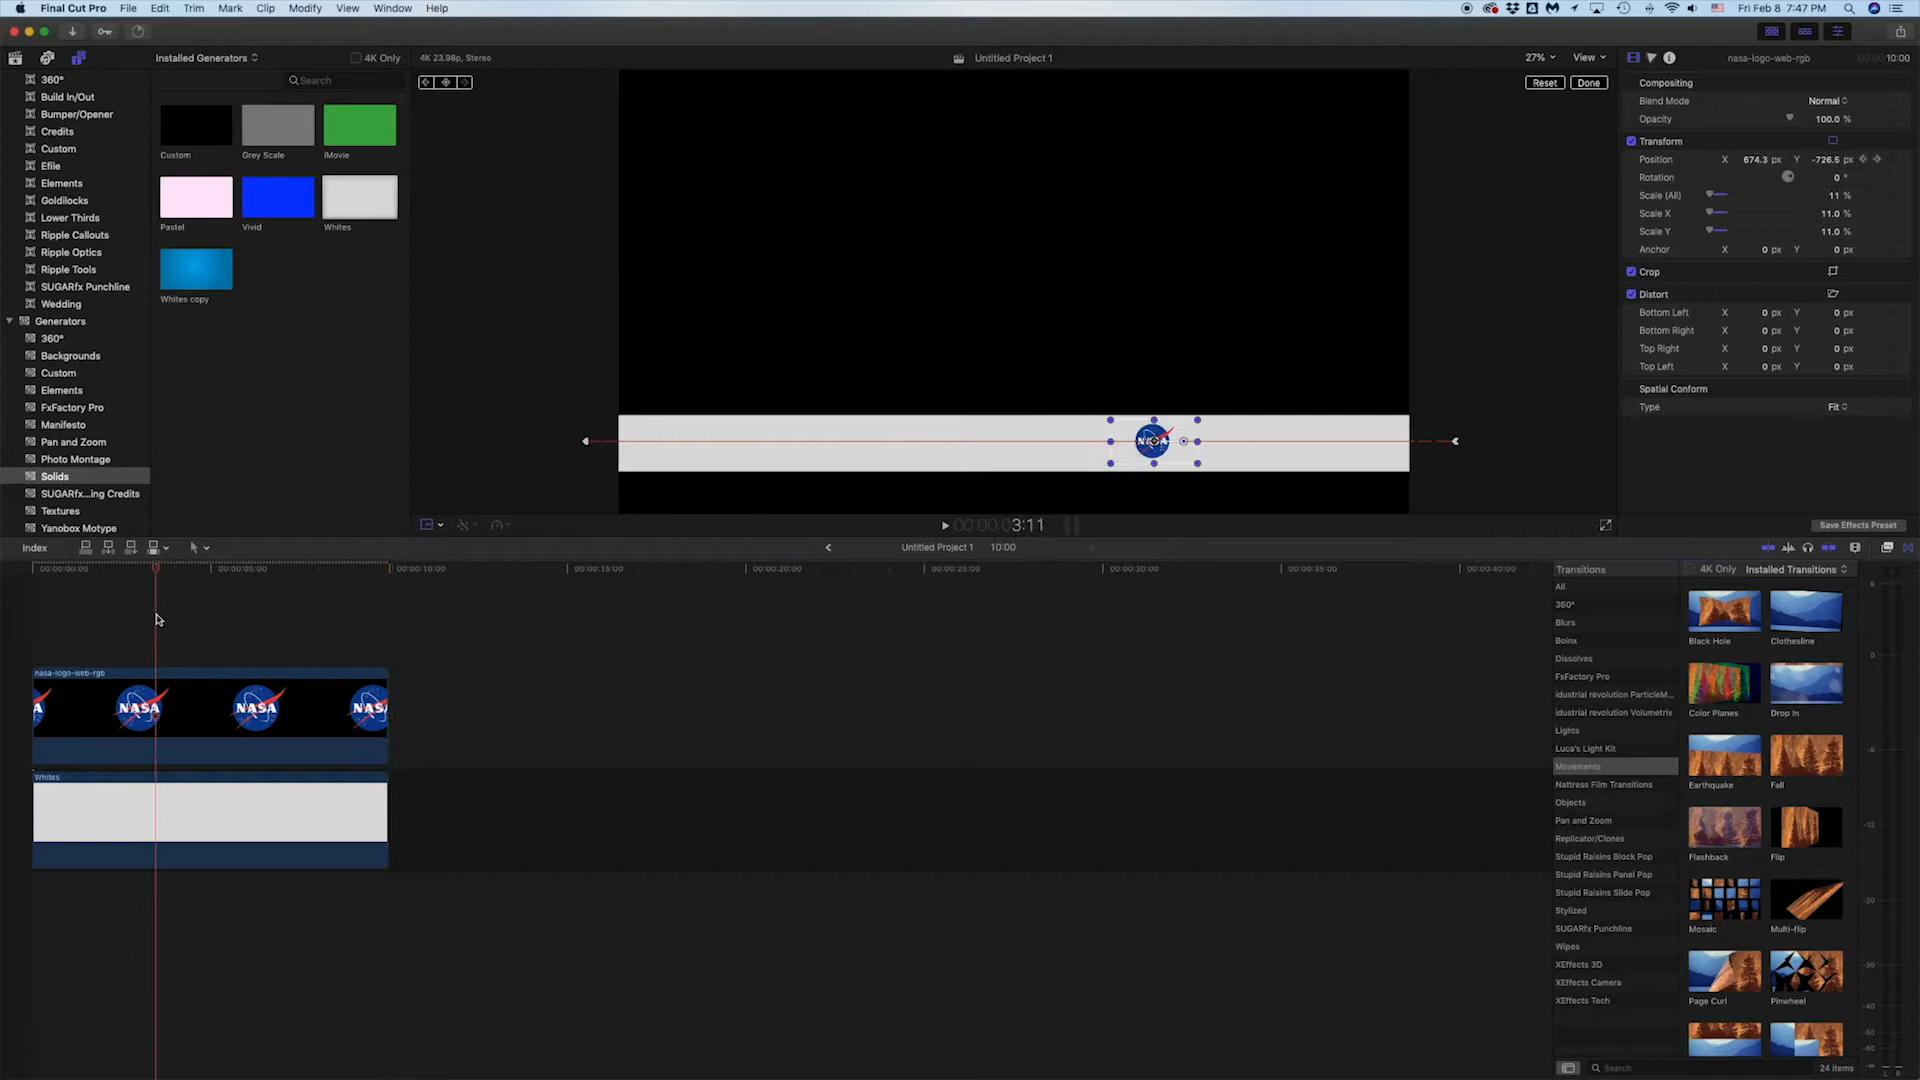 Final Cut Pro File Edit Trim Mark Clip Modify View Window Help Fri Feb 8 7:47 PM
Installed Generators 4K Only 4K 23.98p, Stereo Untitled Project 1 27% View nasa-logo-web-rgb 10:00
Search
Reset Done
360°
Build In/Out
Bumper/Opener
Credits
Custom
Efile
Elements
Goldilocks
Lower Thirds
Ripple Callouts
Ripple Optics
Ripple Tools
SUGARfx Punchline
Wedding
Generators
360°
Backgrounds
Custom
Elements
FxFactory Pro
Manifesto
Pan and Zoom
Photo Montage
Solids
SUGARfx...ing Credits
Textures
Yanobox Motype
Custom Grey Scale iMovie
Pastel Vivid Whites
Whites copy
NASA
Compositing
Blend Mode Normal
Opacity 100.0 %
Transform
Position X 674.3 px Y -726.5 px
Rotation 0 °
Scale (All) 11 %
Scale X 11.0 %
Scale Y 11.0 %
Anchor X 0 px Y 0 px
Crop
Distort
Bottom Left X 0 px Y 0 px
Bottom Right X 0 px Y 0 px
Top Right X 0 px Y 0 px
Top Left X 0 px Y 0 px
Spatial Conform
Type Fit
00:00:00:03:11
Save Effects Preset
Index Untitled Project 1 10:00
00:00:00:00 00:00:05:00 00:00:10:00 00:00:15:00 00:00:20:00 00:00:25:00 00:00:30:00 00:00:35:00 00:00:40:00
nasa-logo-web-rgb
A NASA NASA NAS
Whites
Transitions 4K Only Installed Transitions
All
360°
Blurs
Boinx
Dissolves
FxFactory Pro
idustrial revolution ParticleM...
idustrial revolution Volumetrix
Lights
Luca's Light Kit
Movements
Nattress Film Transitions
Objects
Pan and Zoom
Replicator/Clones
Stupid Raisins Block Pop
Stupid Raisins Panel Pop
Stupid Raisins Slide Pop
Stylized
SUGARfx Punchline
Wipes
XEffects 3D
XEffects Camera
XEffects Tech
Black Hole Clothesline
Color Planes Drop In
Earthquake Fall
Flashback Flip
Mosaic Multi-flip
Page Curl Pinwheel
Search 24 items
6
0
-6
-12
-20
-30
-40
-50
-60
-∞
L R